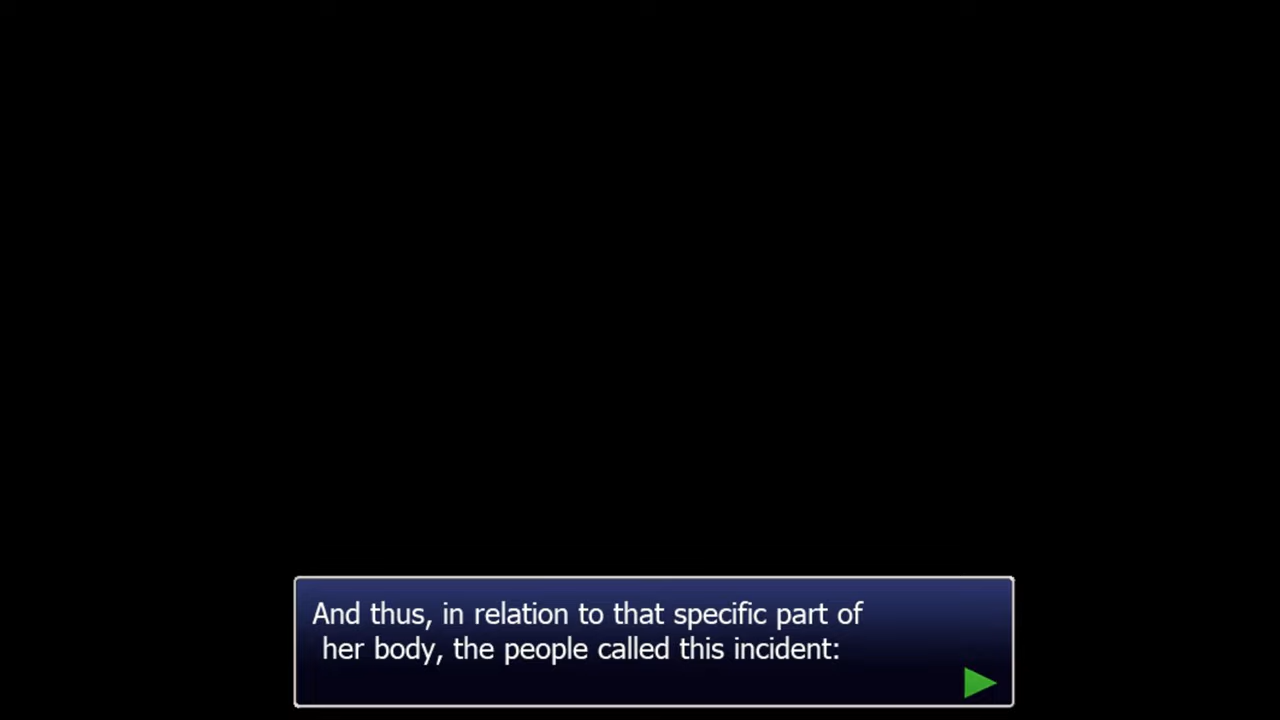 And thus, in relation to that specific part of
her body, the people called this incident: